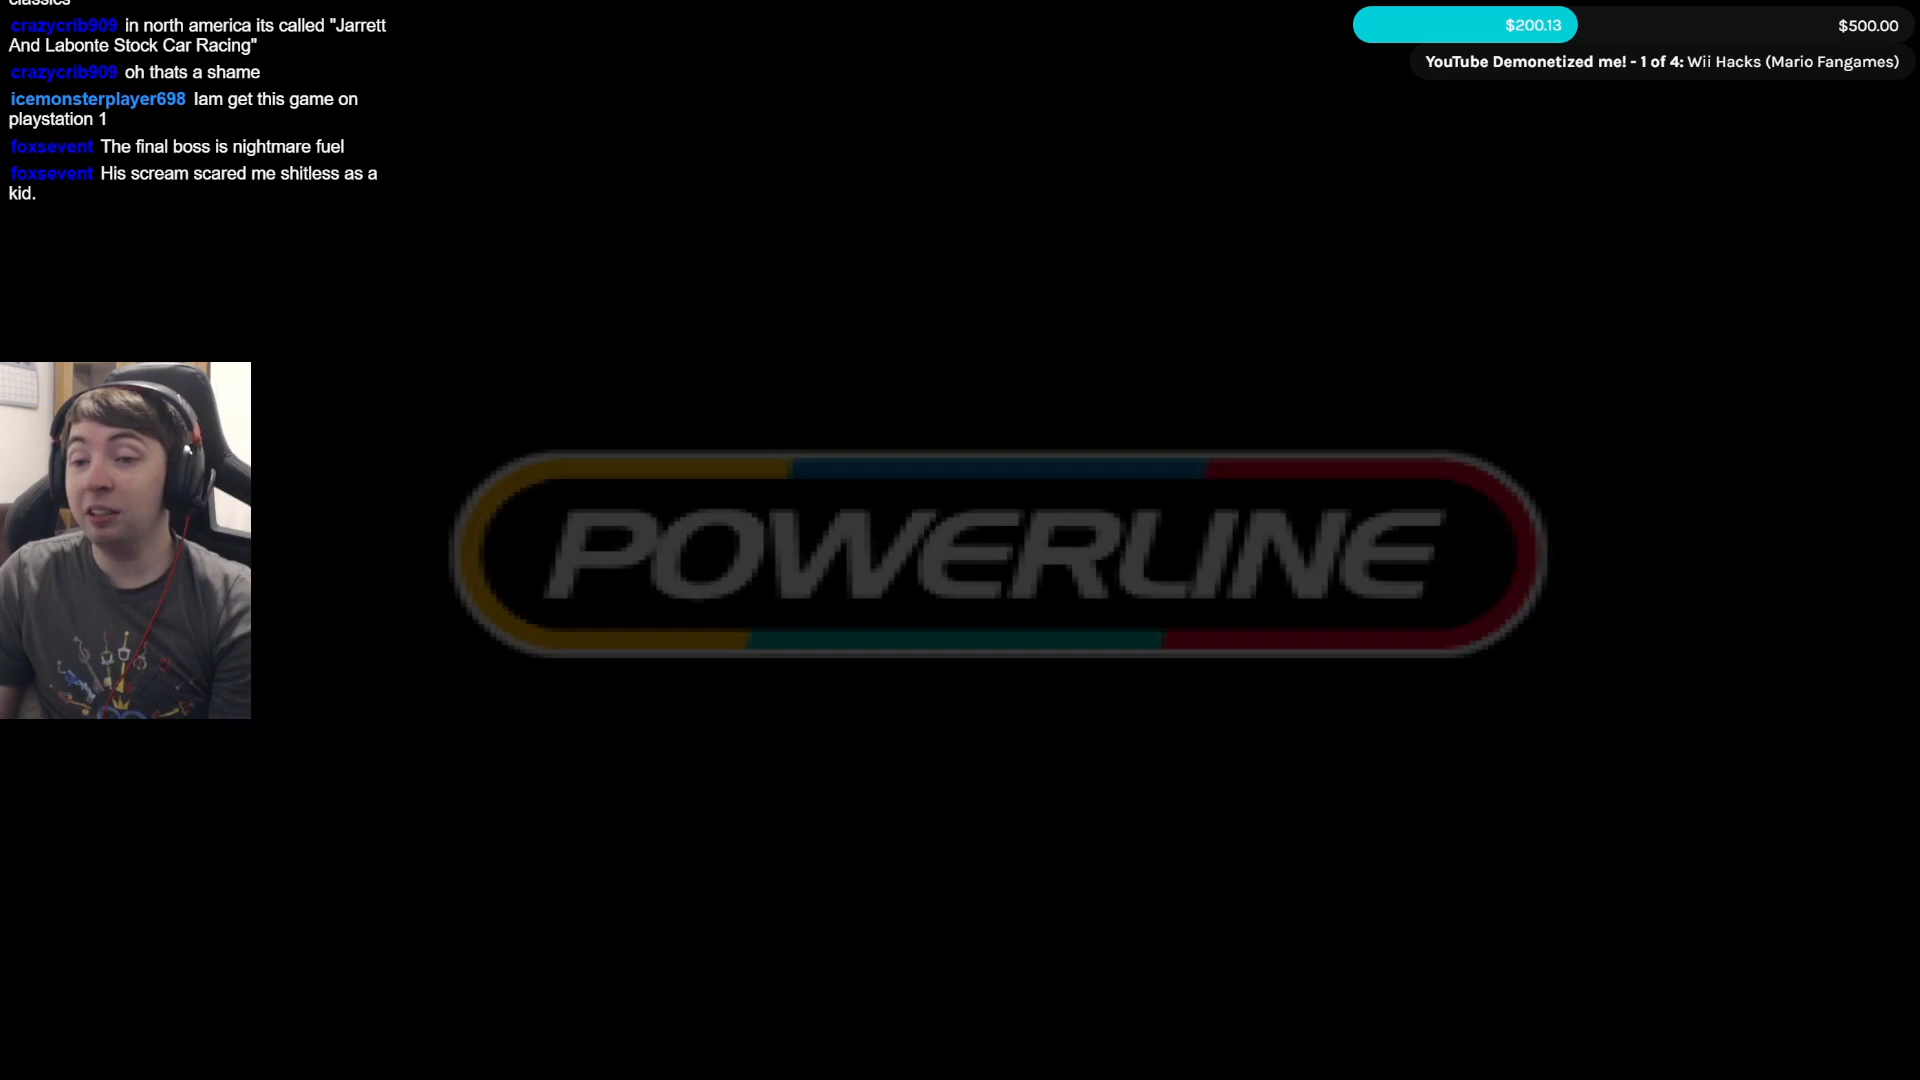 classics
crazycrib909 in north america its called "Jarrett
And Labonte Stock Car Racing"
crazycrib909 oh thats a shame
icemonsterplayer698 Iam get this game on
playstation 1
foxsevent The final boss is nightmare fuel
foxsevent His scream scared me shitless as a
kid.
$200.13
$500.00
YouTube Demonetized me! - 1 of 4: Wii Hacks (Mario Fangames)
POWERLINE